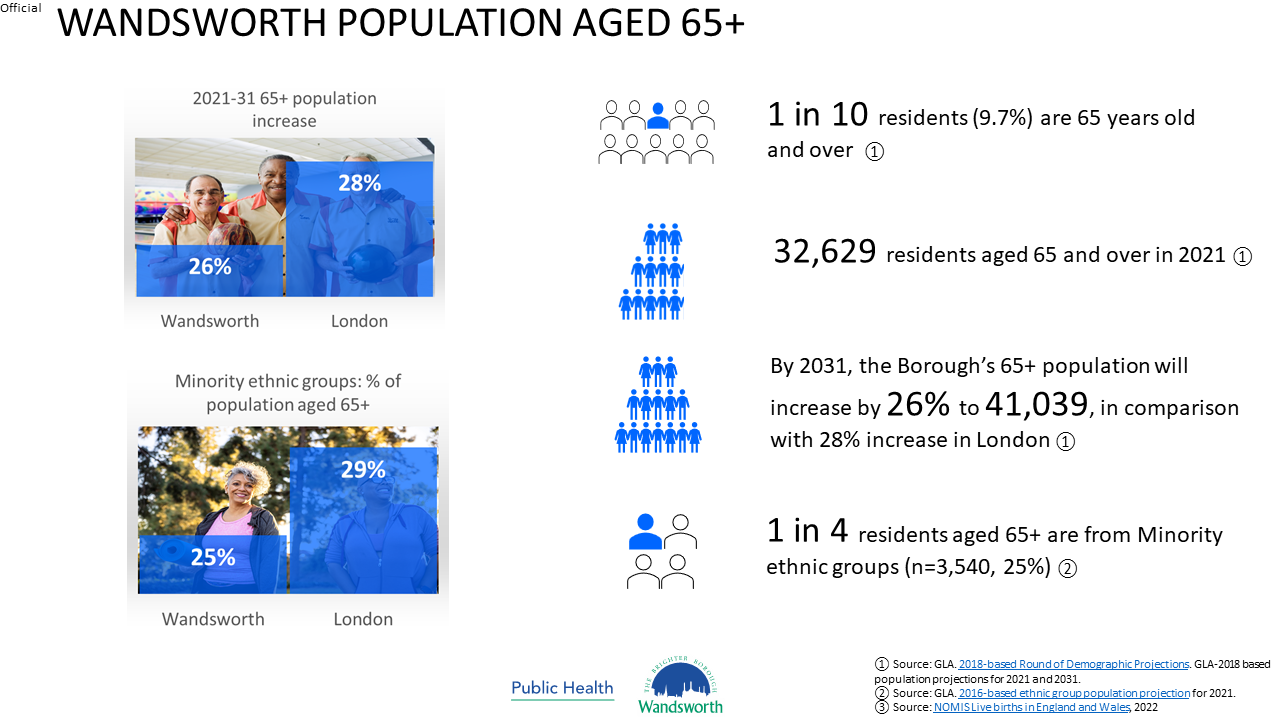 Official
WANDSWORTH POPULATION AGED 65+
2021-31 65+ population
increase
28%
26%
Wandsworth London
Minority ethnic groups: % of
population aged 65+
29%
25%
Wandsworth London
1 in 10 residents (9.7%) are 65 years old
and over ①
32,629 residents aged 65 and over in 2021 ①
By 2031, the Borough’s 65+ population will
increase by 26% to 41,039, in comparison
with 28% increase in London ①
1 in 4 residents aged 65+ are from Minority
ethnic groups (n=3,540, 25%) ②
Public Health
THE BRIGHTER BOROUGH
Wandsworth
① Source: GLA. 2018-based Round of Demographic Projections. GLA-2018 based
population projections for 2021 and 2031.
② Source: GLA. 2016-based ethnic group population projection for 2021.
③ Source: NOMIS Live births in England and Wales, 2022